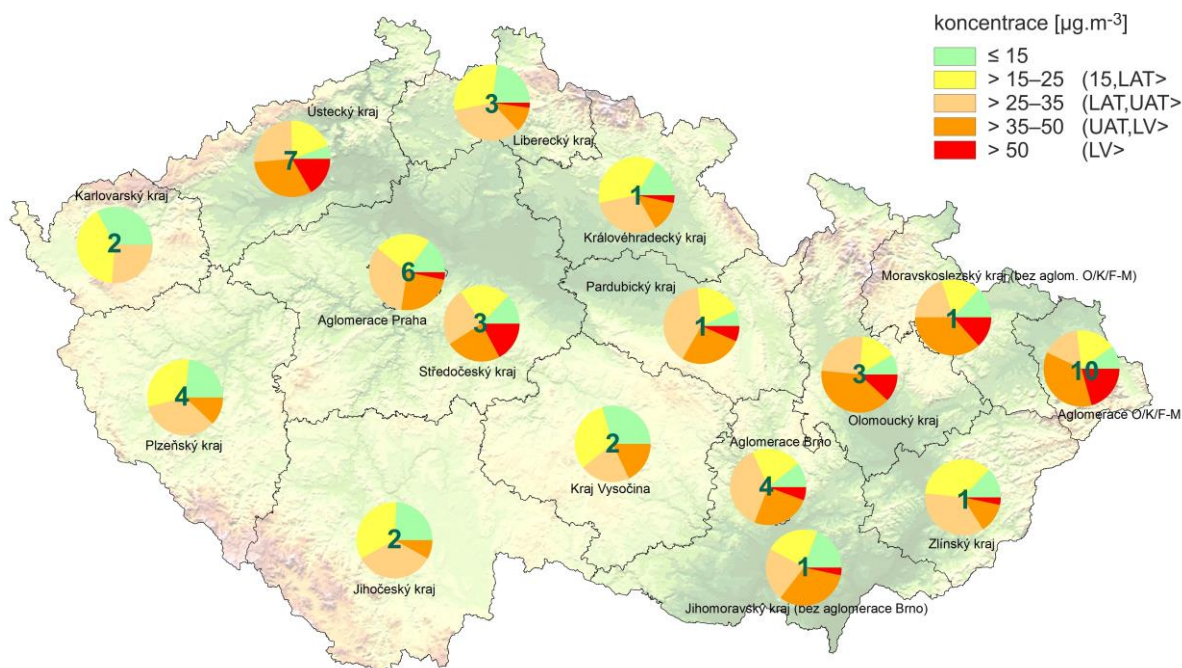 koncentrace [µg.m-3]
≤ 15
> 15–25 (15,LAT>
> 25–35 (LAT,UAT>
> 35–50 (UAT,LV>
> 50 (LV>
3
Liberecký kraj
Ústecký kraj
7
Karlovarský kraj
2
1
Královéhradecký kraj
6
Aglomerace Praha
3
Středočeský kraj
Pardubický kraj
1
Moravskoslezský kraj (bez aglom. O/K/F-M)
1
10
Aglomerace O/K/F-M
3
Olomoucký kraj
4
Plzeňský kraj
2
Kraj Vysočina
Aglomerace Brno
4
1
Zlínský kraj
2
Jihočeský kraj
1
Jihomoravský kraj (bez aglomerace Brno)